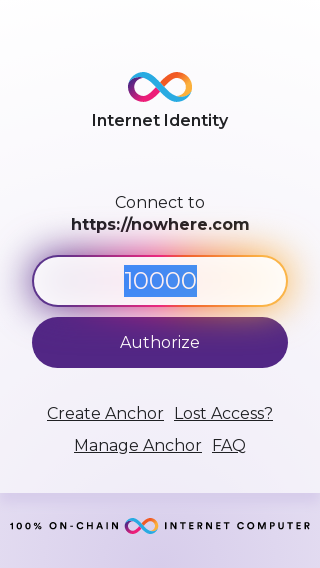 Internet Identity
Connect to
https://nowhere.com
10000
Authorize
Create Anchor Lost Access?
Manage Anchor FAQ
100% ON-CHAIN INTERNET COMPUTER